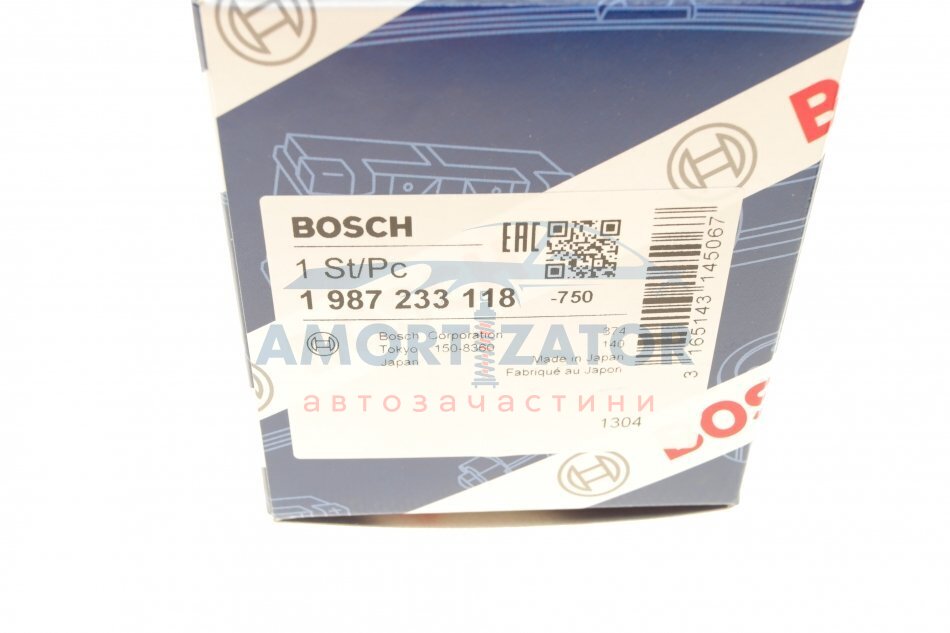 BOSCH
EAC
1 St/Pc
1 987 233 118 -750
Bosch Corporation
Tokyo 150-8360
Japan
374
140
Made in Japan
Fabriqué au Japon
1304
3 165143 145067
AMORTIZATOR
автозачастини
B
BOS